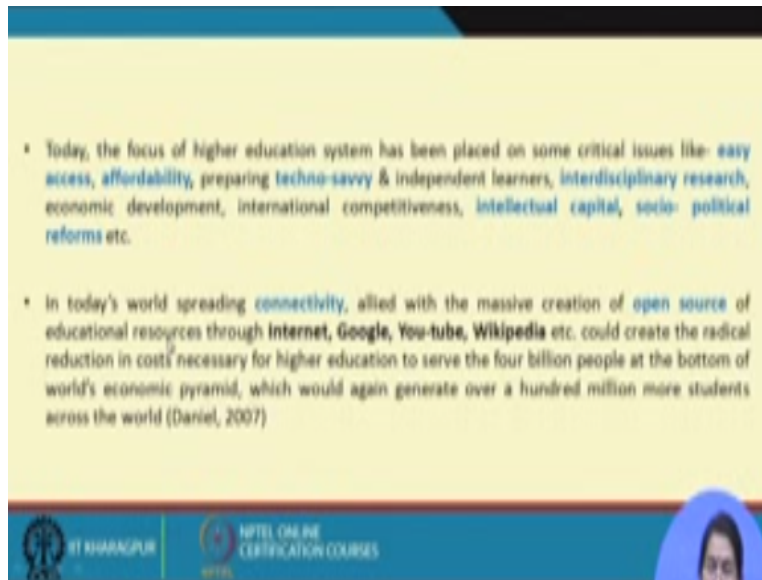 • Today, the focus of higher education system has been placed on some critical issues like- easy
access, affordability, preparing techno-savvy & independent learners, interdisciplinary research,
economic development, international competitiveness, intellectual capital, socio- political
reforms etc.
• In today's world spreading connectivity, allied with the massive creation of open source of
educational resources through Internet, Google, You-tube, Wikipedia etc. could create the radical
reduction in costs necessary for higher education to serve the four billion people at the bottom of
world's economic pyramid, which would again generate over a hundred million more students
across the world (Daniel, 2007)
IIT KHARAGPUR
NPTEL ONLINE
CERTIFICATION COURSES
NPTEL